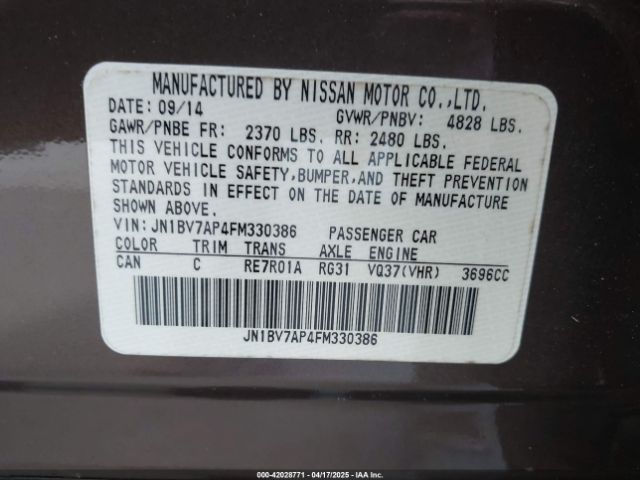 MANUFACTURED BY NISSAN MOTOR CO.,LTD.
DATE: 09/14 GVWR/PNBV: 4828 LBS.
GAWR/PNBE FR: 2370 LBS. RR: 2480 LBS.
THIS VEHICLE CONFORMS TO ALL APPLICABLE FEDERAL
MOTOR VEHICLE SAFETY,BUMPER,AND THEFT PREVENTION
STANDARDS IN EFFECT ON THE DATE OF MANUFACTURE
SHOWN ABOVE.
VIN: JN1BV7AP4FM330386 PASSENGER CAR
COLOR TRIM TRANS AXLE ENGINE
CAN C RE7R01A RG31 VQ37(VHR) 3696CC
JN1BV7AP4FM330386
000-42028771 - 04/17/2025 - IAA Inc.